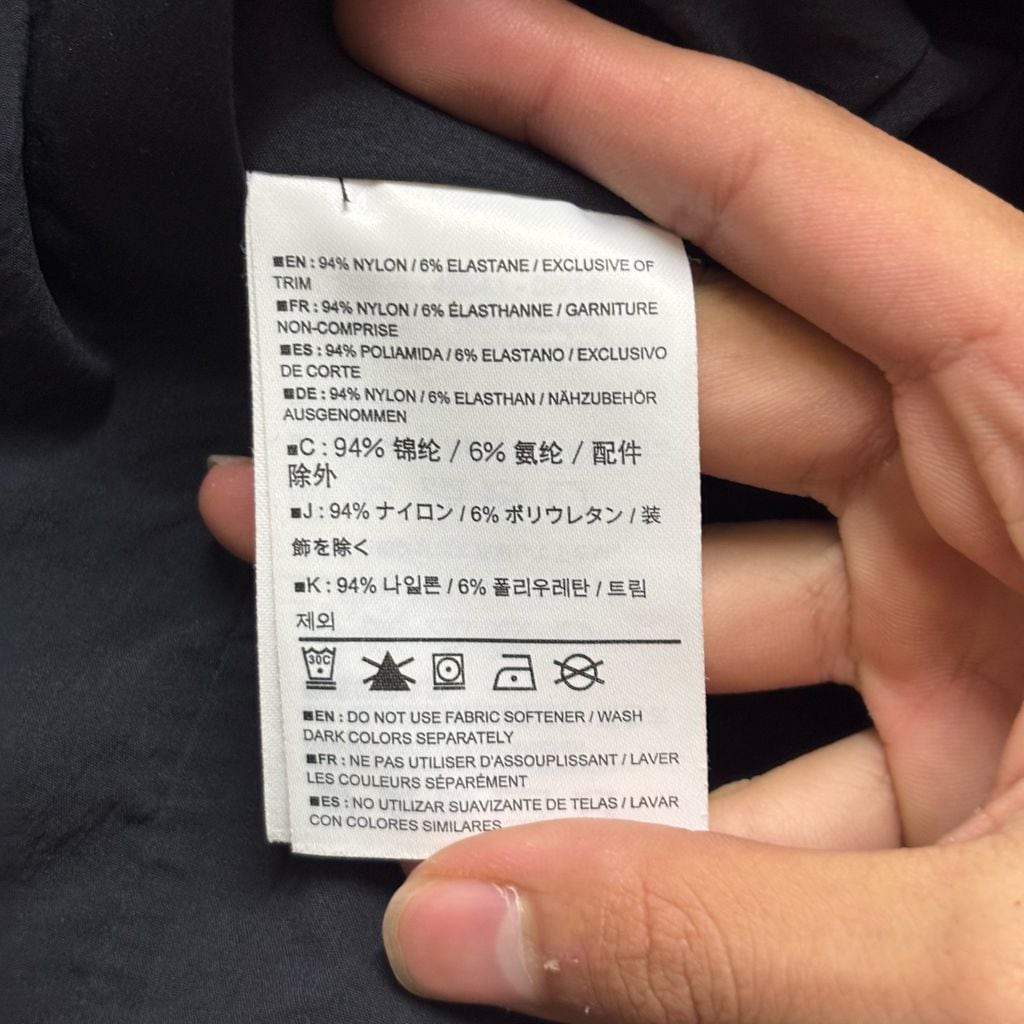 EN : 94% NYLON / 6% ELASTANE / EXCLUSIVE OF
TRIM
FR : 94% NYLON / 6% ÉLASTHANNE / GARNITURE
NON-COMPRISE
ES : 94% POLIAMIDA / 6% ELASTANO / EXCLUSIVO
DE CORTE
DE : 94% NYLON / 6% ELASTHAN / NÄHZUBEHÖR
AUSGENOMMEN
C : 94% 锦纶 / 6% 氨纶 / 配件
除外
J : 94% ナイロン / 6% ポリウレタン / 装
飾を除く
K : 94% 나일론 / 6% 폴리우레탄 / 트림
제외
30C
EN : DO NOT USE FABRIC SOFTENER / WASH
DARK COLORS SEPARATELY
FR : NE PAS UTILISER D'ASSOUPLISSANT / LAVER
LES COULEURS SÉPARÉMENT
ES : NO UTILIZAR SUAVIZANTE DE TELAS / LAVAR
CON COLORES SIMILARES